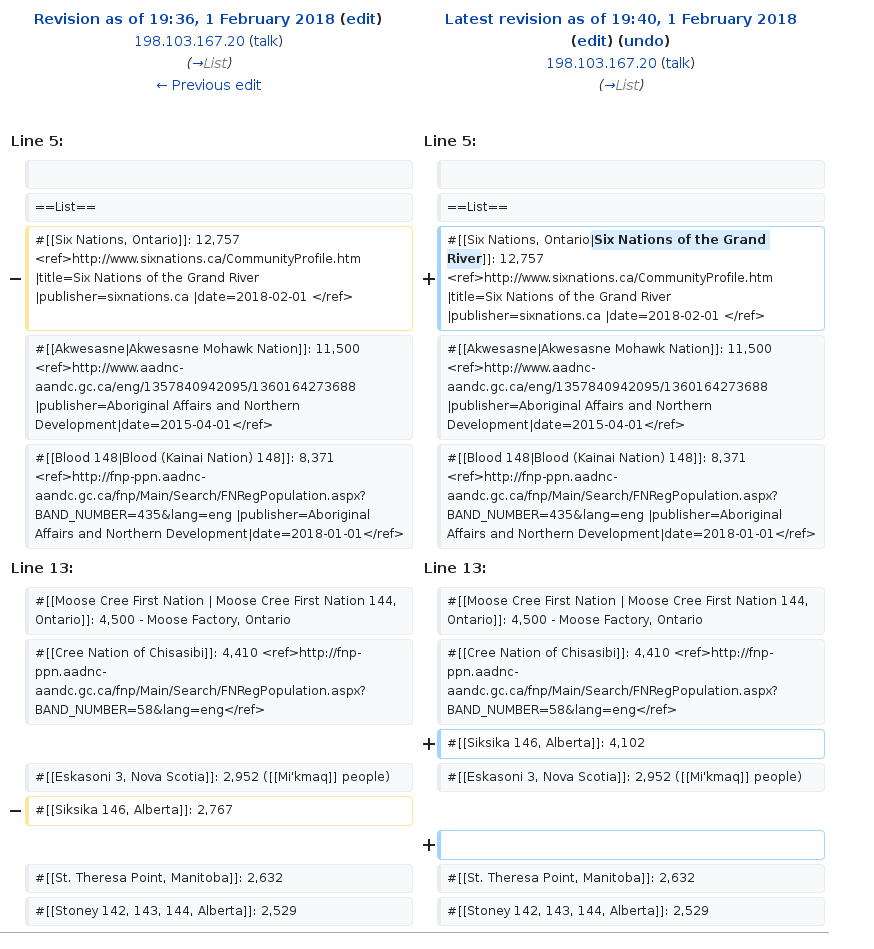 Revision as of 19:36, 1 February 2018 (edit)
198.103.167.20 (talk)
(→List)
← Previous edit
Latest revision as of 19:40, 1 February 2018
(edit) (undo)
198.103.167.20 (talk)
(→List)
Line 5:
Line 5:
==List==
==List==
−
#[[Six Nations, Ontario]]: 12,757
<ref>http://www.sixnations.ca/CommunityProfile.htm
|title=Six Nations of the Grand River
|publisher=sixnations.ca |date=2018-02-01 </ref>
+
#[[Six Nations, Ontario|Six Nations of the Grand
River]]: 12,757
<ref>http://www.sixnations.ca/CommunityProfile.htm
|title=Six Nations of the Grand River
|publisher=sixnations.ca |date=2018-02-01 </ref>
#[[Akwesasne|Akwesasne Mohawk Nation]]: 11,500
<ref>http://www.aadnc-
aandc.gc.ca/eng/1357840942095/1360164273688
|publisher=Aboriginal Affairs and Northern
Development|date=2015-04-01</ref>
#[[Akwesasne|Akwesasne Mohawk Nation]]: 11,500
<ref>http://www.aadnc-
aandc.gc.ca/eng/1357840942095/1360164273688
|publisher=Aboriginal Affairs and Northern
Development|date=2015-04-01</ref>
#[[Blood 148|Blood (Kainai Nation) 148]]: 8,371
<ref>http://fnp-ppn.aadnc-
aandc.gc.ca/fnp/Main/Search/FNRegPopulation.aspx?
BAND_NUMBER=435&lang=eng |publisher=Aboriginal
Affairs and Northern Development|date=2018-01-01</ref>
#[[Blood 148|Blood (Kainai Nation) 148]]: 8,371
<ref>http://fnp-ppn.aadnc-
aandc.gc.ca/fnp/Main/Search/FNRegPopulation.aspx?
BAND_NUMBER=435&lang=eng |publisher=Aboriginal
Affairs and Northern Development|date=2018-01-01</ref>
Line 13:
Line 13:
#[[Moose Cree First Nation | Moose Cree First Nation 144,
Ontario]]: 4,500 - Moose Factory, Ontario
#[[Moose Cree First Nation | Moose Cree First Nation 144,
Ontario]]: 4,500 - Moose Factory, Ontario
#[[Cree Nation of Chisasibi]]: 4,410 <ref>http://fnp-
ppn.aadnc-
aandc.gc.ca/fnp/Main/Search/FNRegPopulation.aspx?
BAND_NUMBER=58&lang=eng</ref>
#[[Cree Nation of Chisasibi]]: 4,410 <ref>http://fnp-
ppn.aadnc-
aandc.gc.ca/fnp/Main/Search/FNRegPopulation.aspx?
BAND_NUMBER=58&lang=eng</ref>
+
#[[Siksika 146, Alberta]]: 4,102
#[[Eskasoni 3, Nova Scotia]]: 2,952 ([[Mi'kmaq]] people)
#[[Eskasoni 3, Nova Scotia]]: 2,952 ([[Mi'kmaq]] people)
−
#[[Siksika 146, Alberta]]: 2,767
+
#[[St. Theresa Point, Manitoba]]: 2,632
#[[St. Theresa Point, Manitoba]]: 2,632
#[[Stoney 142, 143, 144, Alberta]]: 2,529
#[[Stoney 142, 143, 144, Alberta]]: 2,529